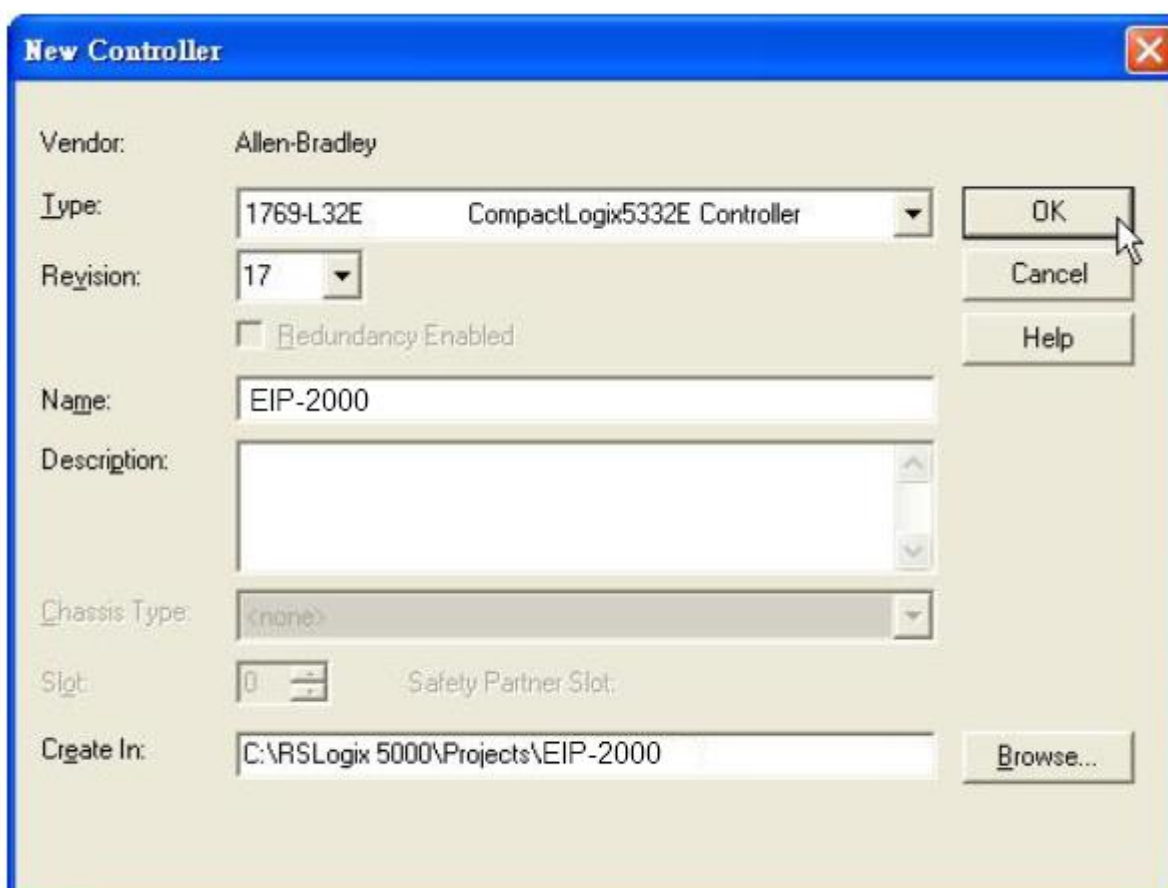 New Controller
Vendor: Allen-Bradley
Type: 1769-L32E CompactLogix5332E Controller OK
Revision: 17 Cancel
Redundancy Enabled Help
Name: EIP-2000
Description:
Chassis Type: <none>
Slot: 0 Safety Partner Slot:
Create In: C:\RSLogix 5000\Projects\EIP-2000 Browse...